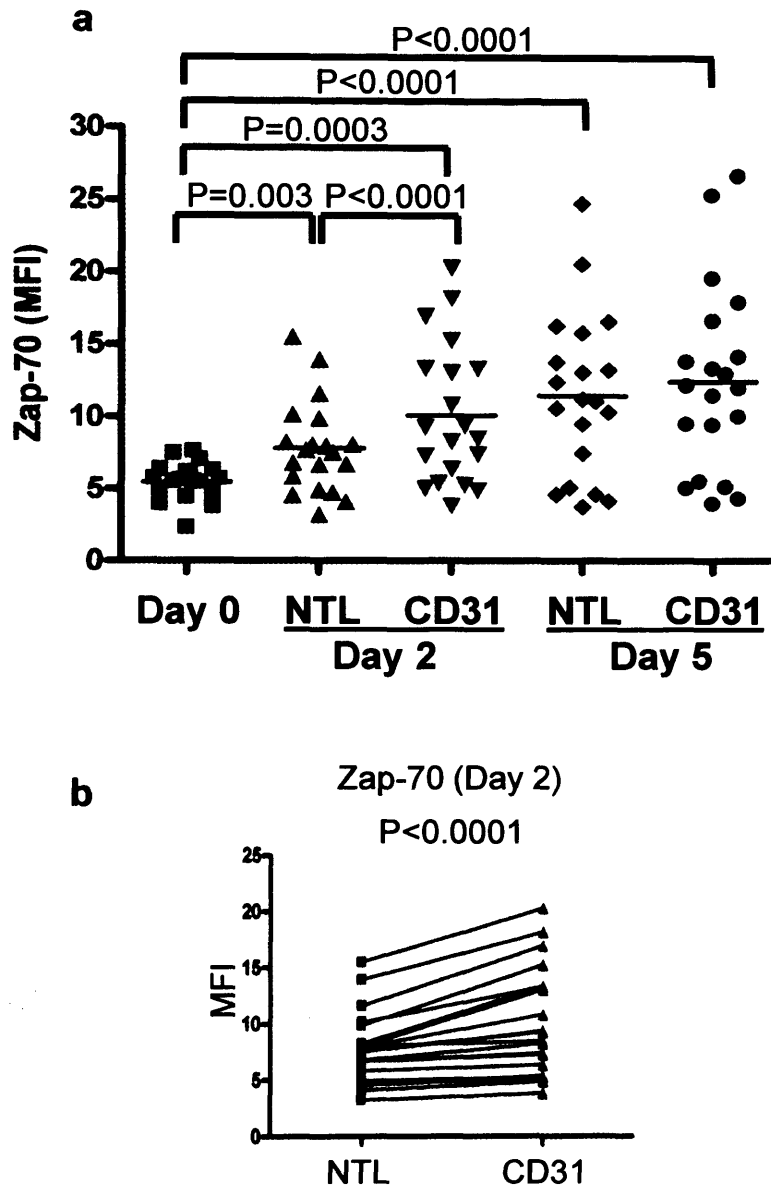 a
P<0.0001
P<0.0001
P=0.0003
P=0.003 P<0.0001
30
25
20
15
10
5
0
Zap-70 (MFI)
Day 0 NTL CD31 NTL CD31
Day 2 Day 5
b
Zap-70 (Day 2)
P<0.0001
25
20
15
10
5
0
MFI
NTL CD31